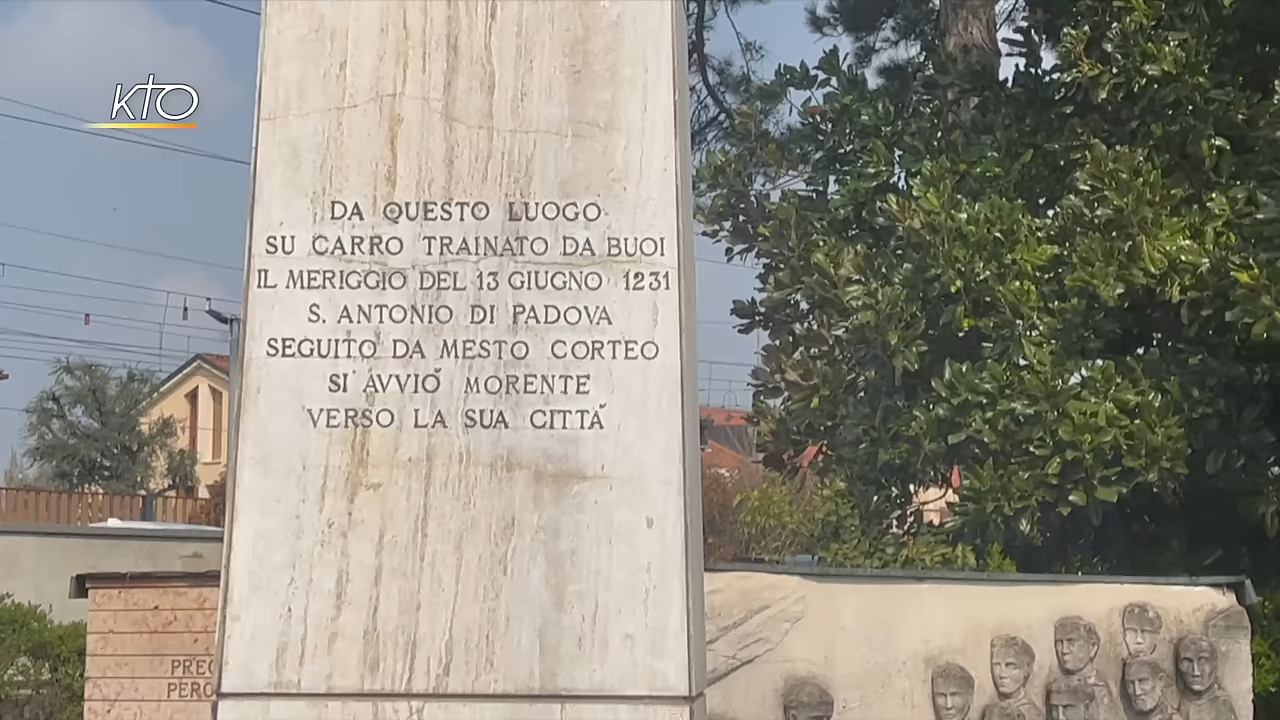 KTO
DA QUESTO LUOGO
SU CARRO TRAINATO DA BUOI
IL MERIGGIO DEL 13 GIUGNO 1231
S. ANTONIO DI PADOVA
SEGUITO DA MESTO CORTEO
SI AVVIÒ MORENTE
VERSO LA SUA CITTÀ